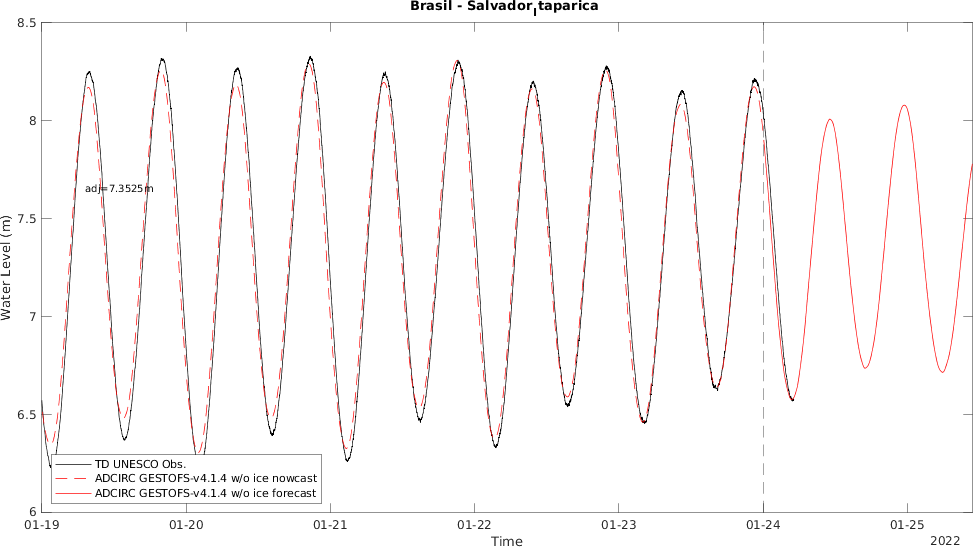 Brasil - Salvador_Itaparica
8.5
8
7.5
7
6.5
6
Water Level (m)
adj=7.3525m
TD UNESCO Obs.
ADCIRC GESTOFS-v4.1.4 w/o ice nowcast
ADCIRC GESTOFS-v4.1.4 w/o ice forecast
01-19
01-20
01-21
01-22
01-23
01-24
01-25
Time
2022